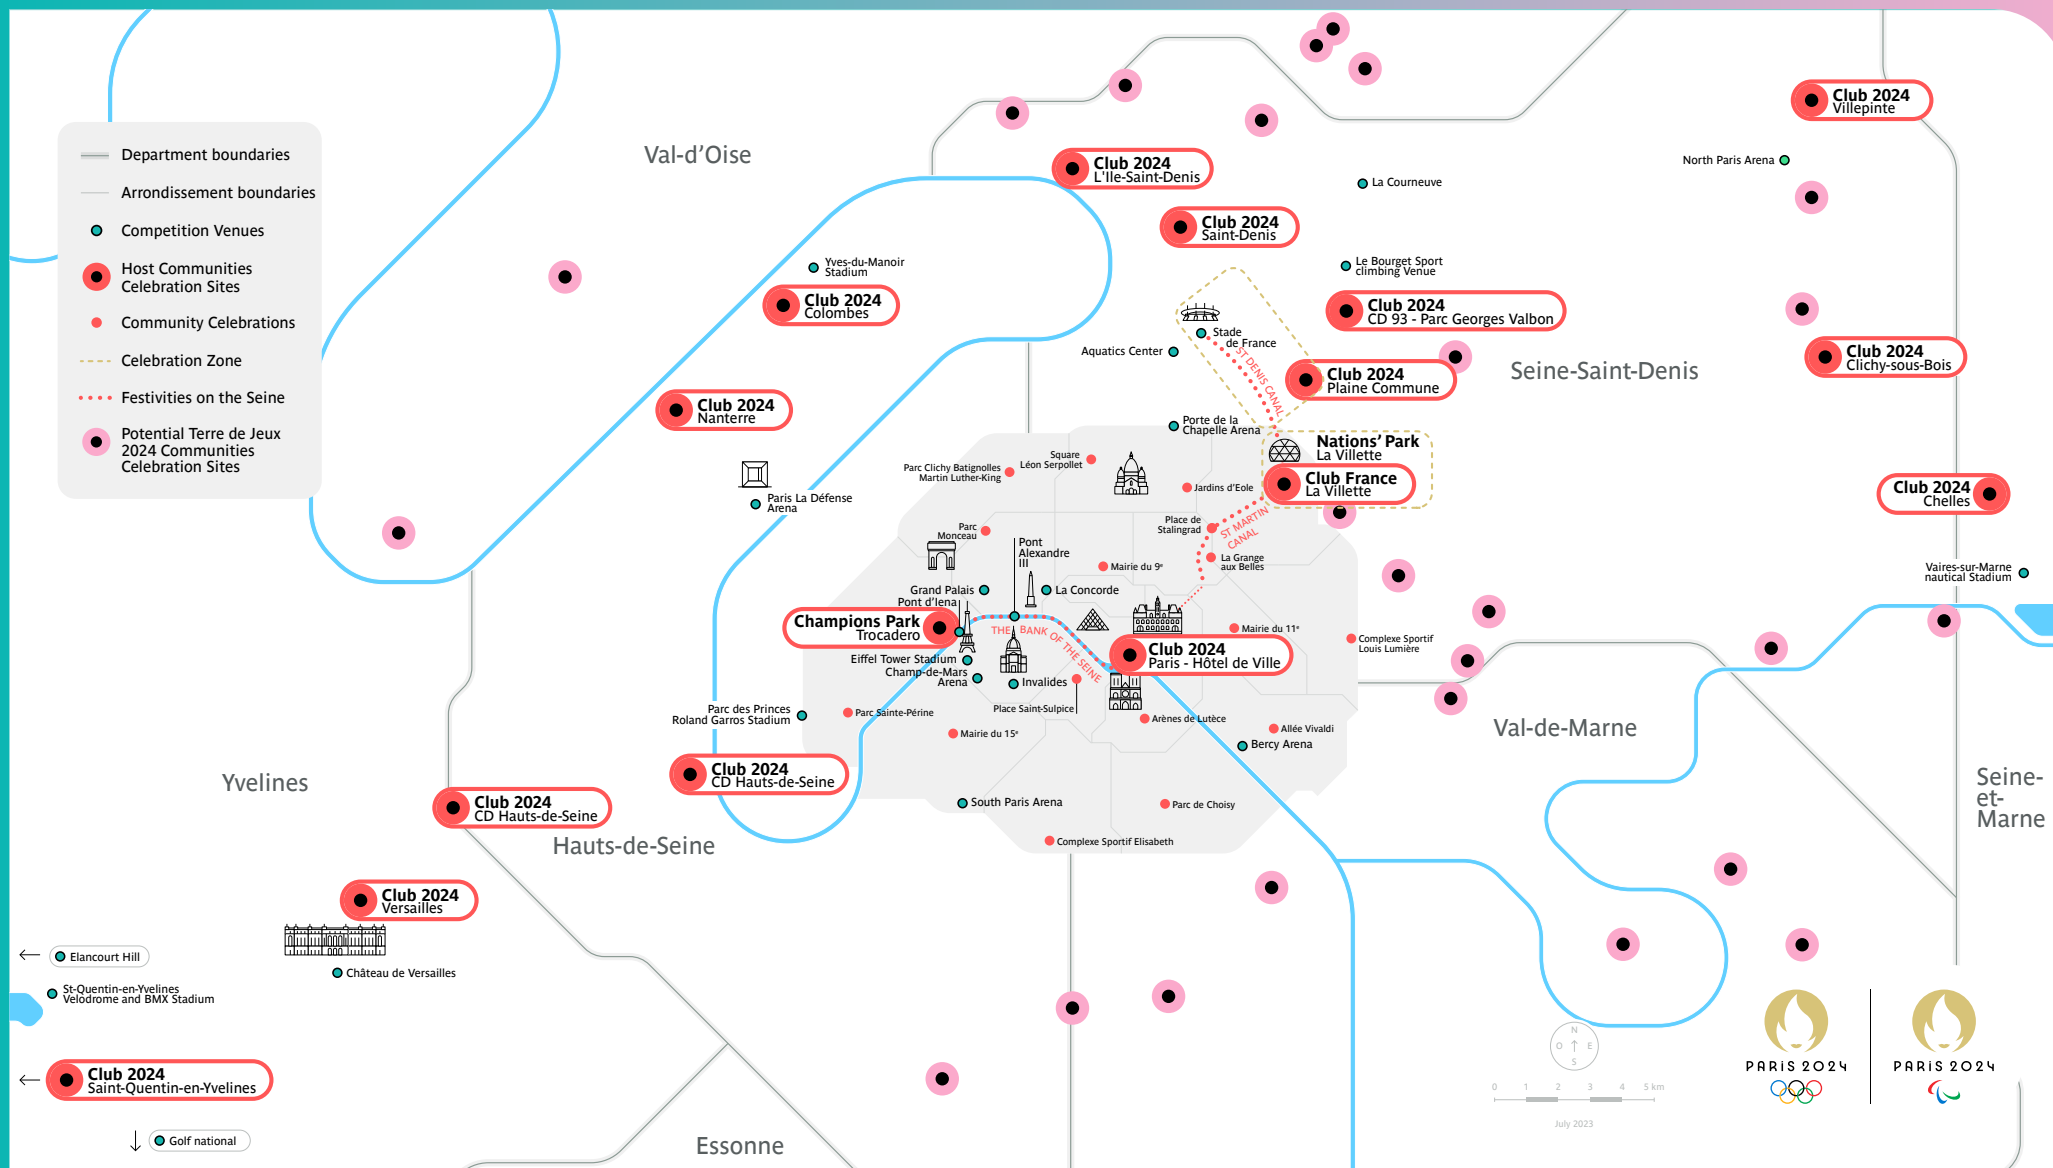 Department boundaries
Arrondissement boundaries
Competition Venues
Host Communities
Celebration Sites
Community Celebrations
Celebration Zone
Festivities on the Seine
Potential Terre de Jeux
2024 Communities
Celebration Sites
Val-d'Oise
Club 2024
Villepinte
North Paris Arena
Club 2024
L'Ile-Saint-Denis
La Courneuve
Club 2024
Saint-Denis
Yves-du-Manoir
Stadium
Club 2024
Colombes
Le Bourget Sport
climbing Venue
Club 2024
CD 93 - Parc Georges Valbon
Stade
de France
Aquatics Center
ST DENIS CANAL
Club 2024
Plaine Commune
Seine-Saint-Denis
Club 2024
Clichy-sous-Bois
Club 2024
Nanterre
Porte de la
Chapelle Arena
Nations' Park
La Villette
Club France
La Villette
Club 2024
Chelles
Square
Léon Serpollet
Parc Clichy Batignolles
Martin Luther-King
Jardins d'Eole
Paris La Défense
Arena
Place de
Stalingrad
ST MARTIN
CANAL
Parc
Monceau
Pont
Alexandre
III
La Grange
aux Belles
Mairie du 9e
Vaires-sur-Marne
nautical Stadium
Grand Palais
La Concorde
Pont d'Iena
Champions Park
Trocadero
THE BANK OF THE SEINE
Mairie du 11e
Complexe Sportif
Louis Lumière
Club 2024
Paris - Hôtel de Ville
Eiffel Tower Stadium
Champ-de-Mars
Arena
Invalides
Place Saint-Sulpice
Parc des Princes
Roland Garros Stadium
Parc Sainte-Périne
Mairie du 15e
Arènes de Lutèce
Allée Vivaldi
Bercy Arena
Val-de-Marne
Yvelines
Club 2024
CD Hauts-de-Seine
Club 2024
CD Hauts-de-Seine
South Paris Arena
Parc de Choisy
Complexe Sportif Elisabeth
Seine-
et-
Marne
Hauts-de-Seine
Club 2024
Versailles
Elancourt Hill
Château de Versailles
St-Quentin-en-Yvelines
Velodrome and BMX Stadium
Club 2024
Saint-Quentin-en-Yvelines
Golf national
Essonne
N
O
E
S
0 1 2 3 4 5 km
July 2023
PARIS 2024
PARIS 2024